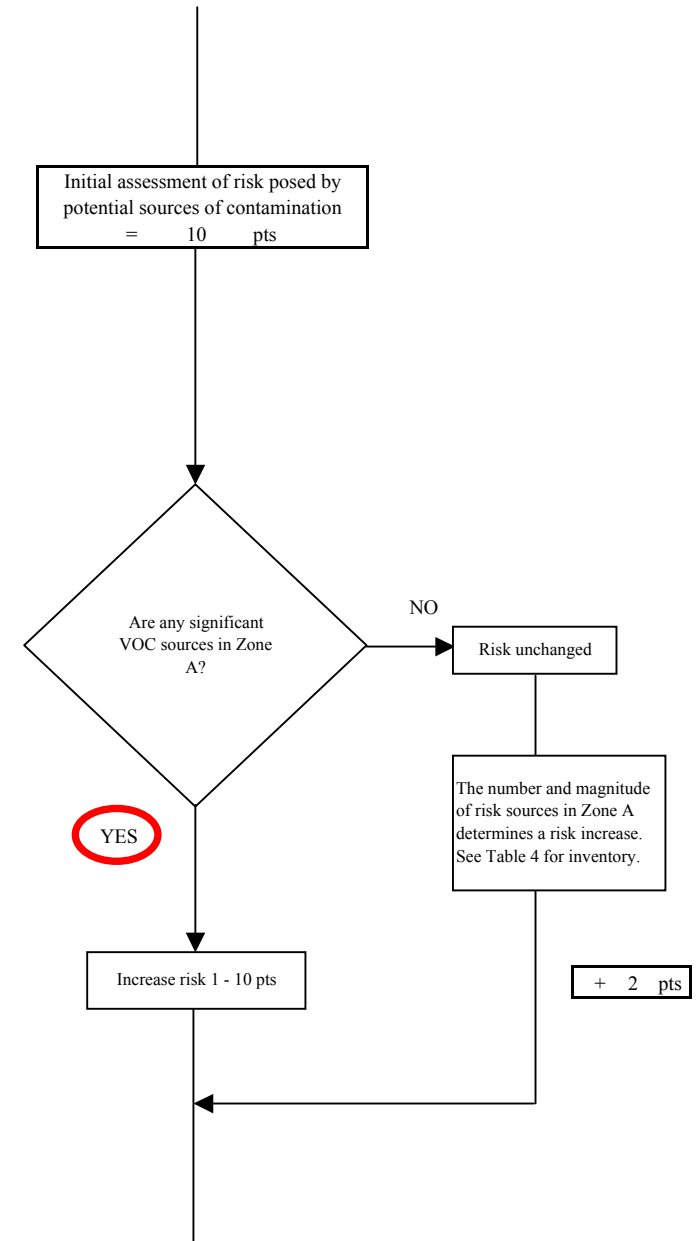 Initial assessment of risk posed by
potential sources of contamination
= 10 pts
Are any significant
VOC sources in Zone
A?
NO
Risk unchanged
The number and magnitude
of risk sources in Zone A
determines a risk increase.
See Table 4 for inventory.
YES
Increase risk 1 - 10 pts
+ 2 pts